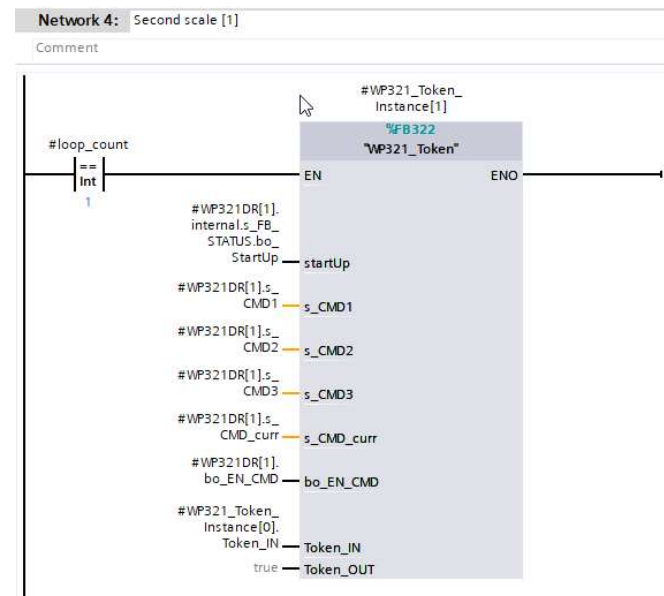 Network 4: Second scale [1]
Comment
#WP321_Token_
Instance[1]
%FB322
"WP321_Token"
#loop_count
==
Int
1
EN
ENO
#WP321DR[1].
internal.s_FB_
STATUS.bo_
StartUp
startUp
#WP321DR[1].s_
CMD1
s_CMD1
#WP321DR[1].s_
CMD2
s_CMD2
#WP321DR[1].s_
CMD3
s_CMD3
#WP321DR[1].s_
CMD_curr
s_CMD_curr
#WP321DR[1].
bo_EN_CMD
bo_EN_CMD
#WP321_Token_
Instance[0].
Token_IN
Token_IN
true
Token_OUT